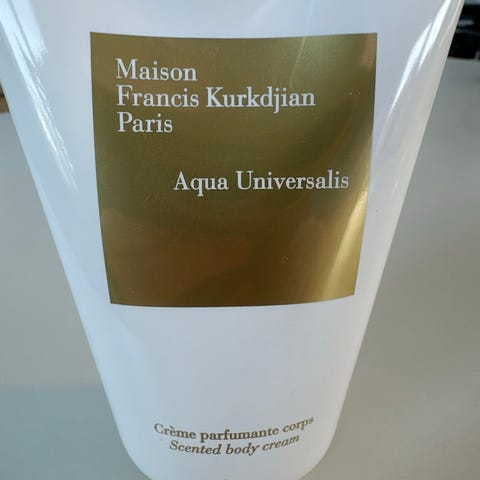 Maison
Francis Kurkdjian
Paris
Aqua Universalis
Crème parfumante corps
Scented body cream